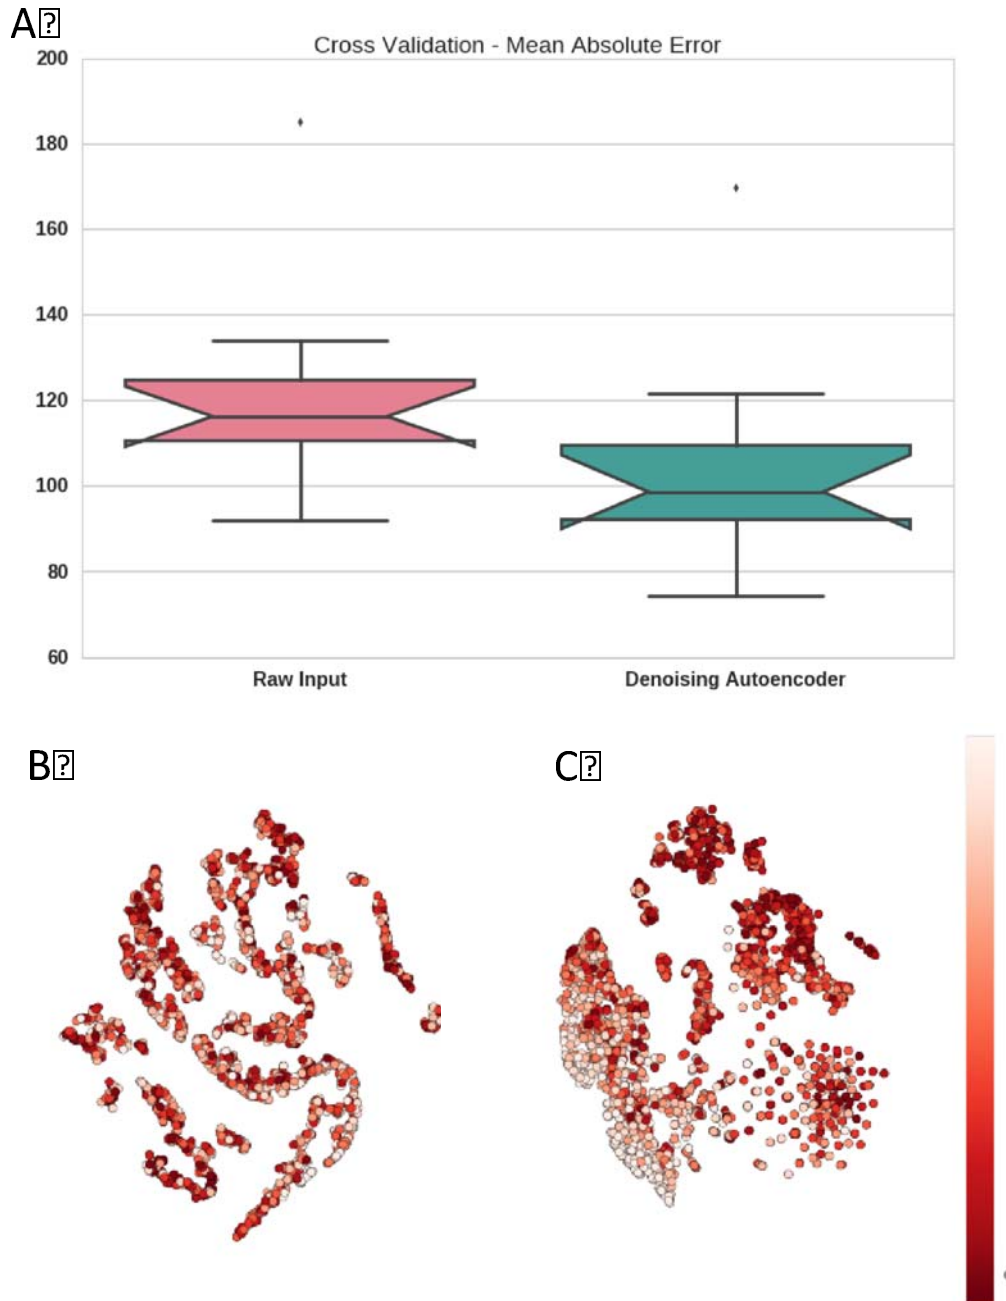 A⍰
Cross Validation - Mean Absolute Error
200
180
160
140
120
100
80
60
Raw Input
Denoising Autoencoder
B⍰
C⍰